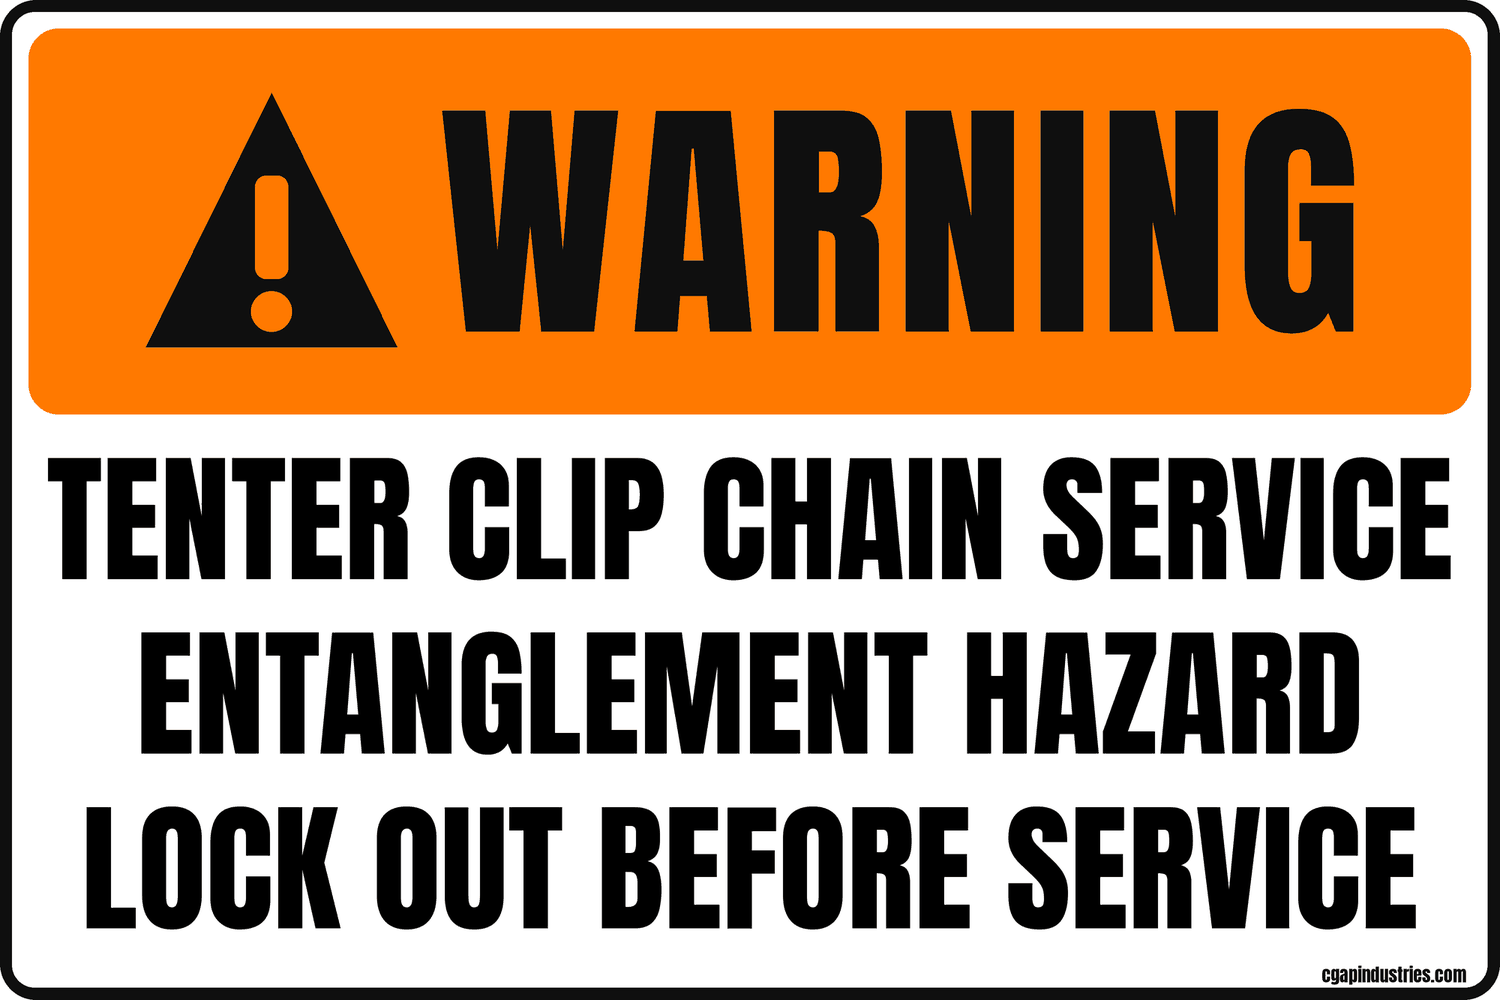 WARNING
TENTER CLIP CHAIN SERVICE
ENTANGLEMENT HAZARD
LOCK OUT BEFORE SERVICE
cgapindustries.com